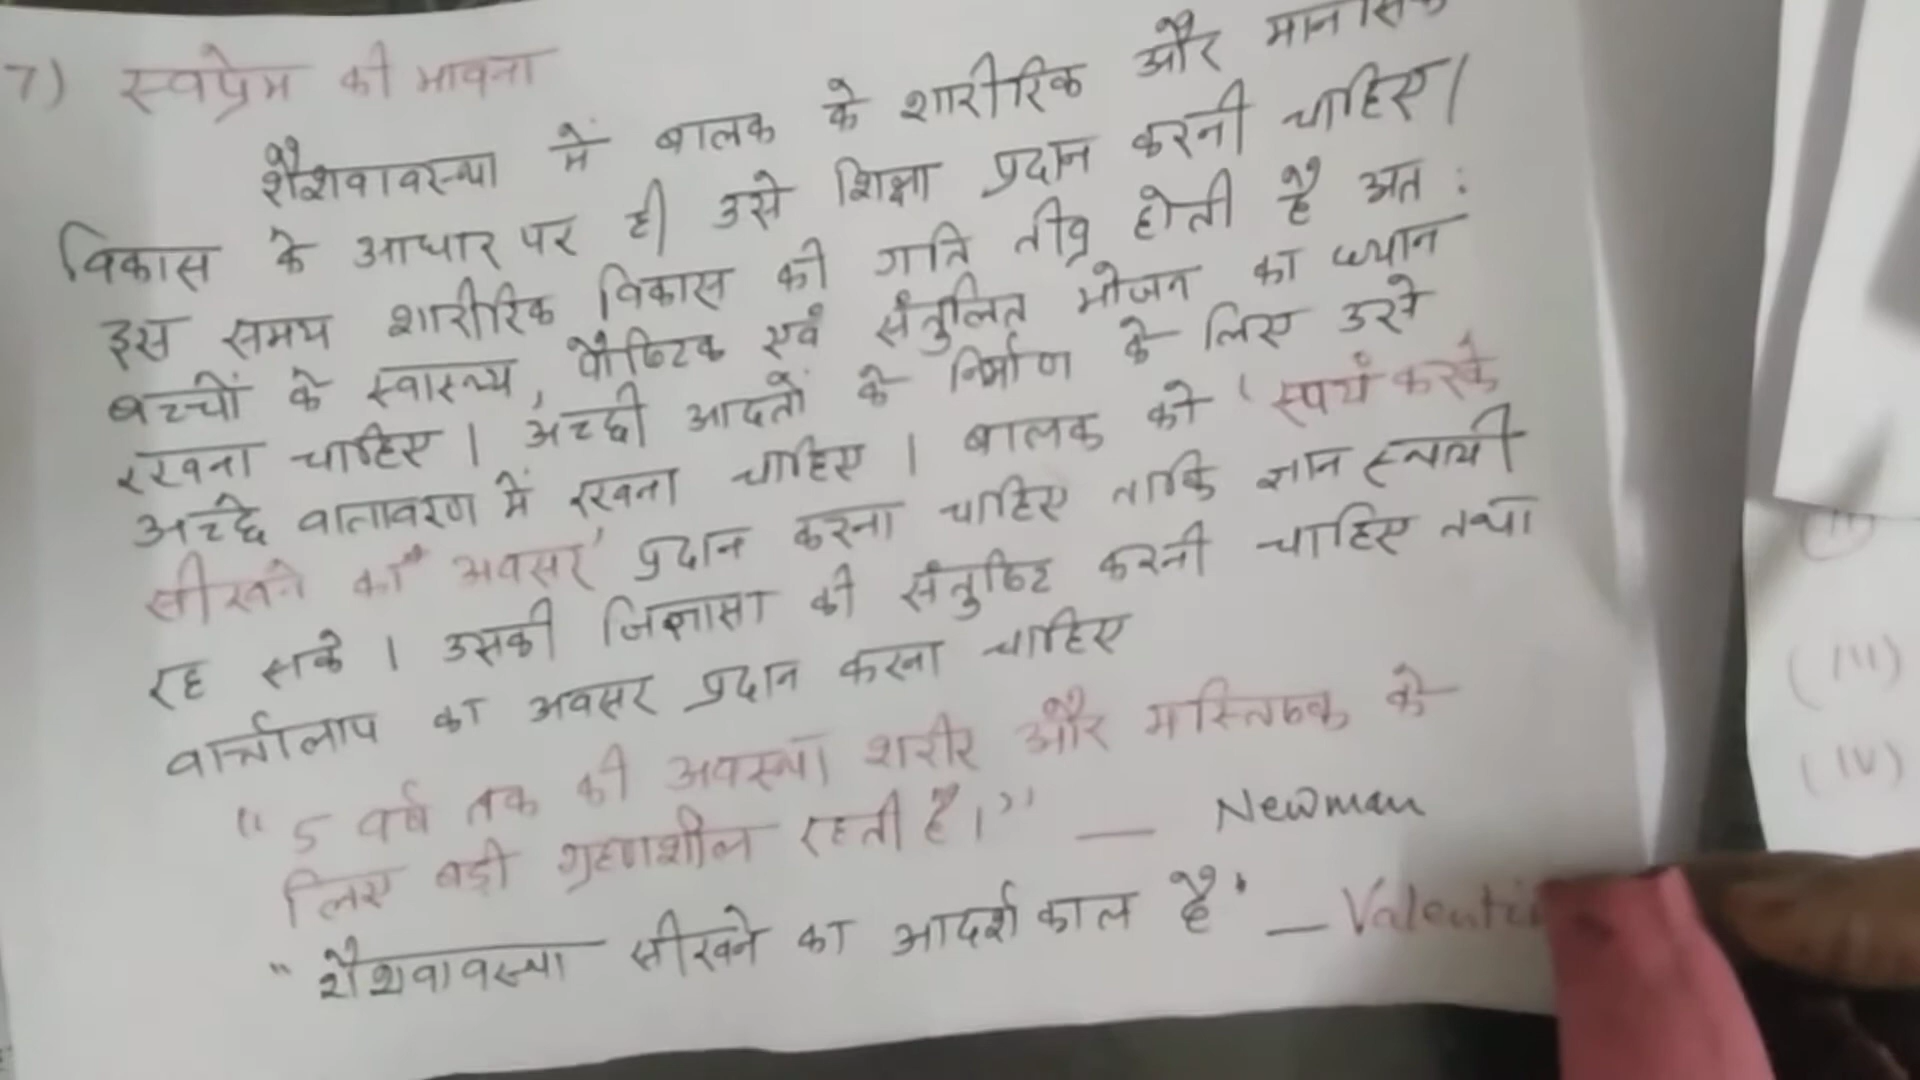 7) स्वप्रेम की भावना
शैशवावस्था में बालक के शारीरिक और मानसिक
विकास के आधार पर ही उसे शिक्षा प्रदान करनी चाहिए।
इस समय शारीरिक विकास की गति तीव्र होती है अत:
बच्चों के स्वास्थ्य, पौष्टिक एवं संतुलित भोजन का ध्यान
रखना चाहिए। अच्छी आदतों के निर्माण के लिए उसे
अच्छे वातावरण में रखना चाहिए। बालक को 'स्वयं करके
सीखने का अवसर' प्रदान करना चाहिए ताकि ज्ञान स्थायी
रह सके। उसकी जिज्ञासा की संतुष्टि करनी चाहिए तथा
वार्त्तालाप का अवसर प्रदान करना चाहिए
"5 वर्ष तक की अवस्था शरीर और मस्तिष्क के
लिए बड़ी ग्रहणशील रहती है।" — Newman
"शैशवावस्था सीखने का आदर्श काल है' —
(III)
(IV)